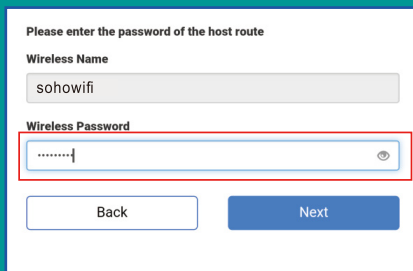 Please enter the password of the host route
Wireless Name
sohowifi
Wireless Password
Back Next